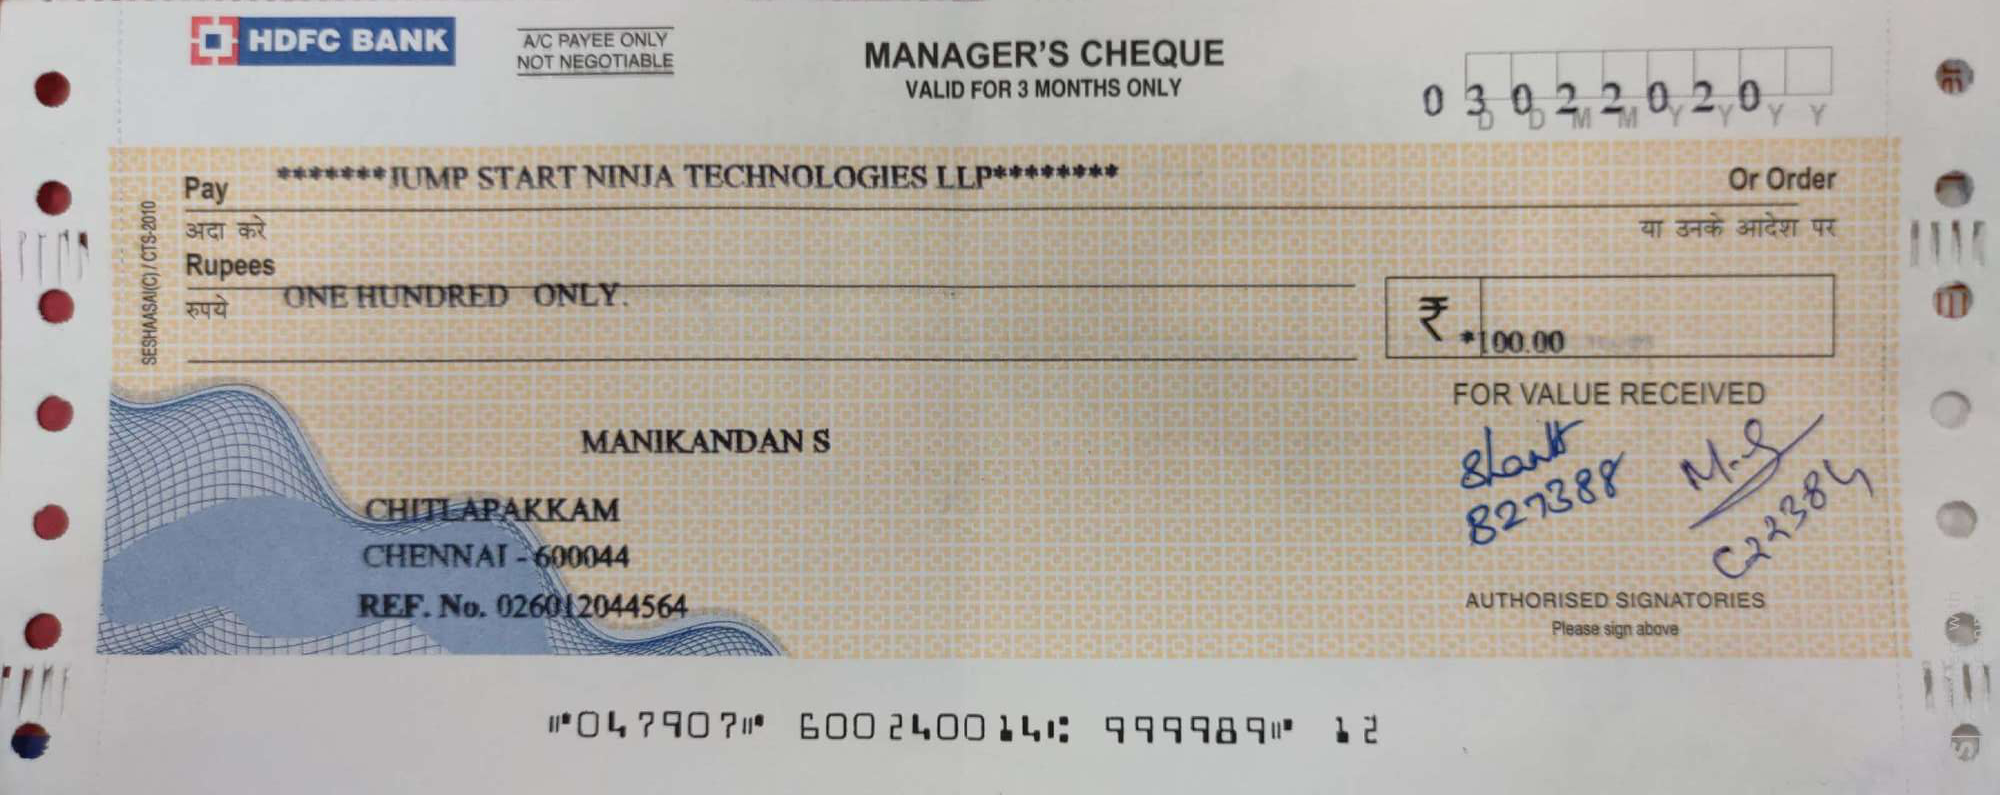 HDFC BANK
A/C PAYEE ONLY
NOT NEGOTIABLE
MANAGER'S CHEQUE
VALID FOR 3 MONTHS ONLY
0 3 0 2 2 0 2 0
D D M M Y Y Y Y
Pay *******JUMP START NINJA TECHNOLOGIES LLP******** Or Order
अदा करे या उनके आदेश पर
Rupees
रुपये ONE HUNDRED ONLY.
₹ *100.00
SESHAASAI(C) / CTS-2010
FOR VALUE RECEIVED
MANIKANDAN S
827388
C22384
CHITLAPAKKAM
CHENNAI - 600044
REF. No. 026012044564
AUTHORISED SIGNATORIES
Please sign above
⑈047907⑈ 600240014⑆ 999989⑈ 12